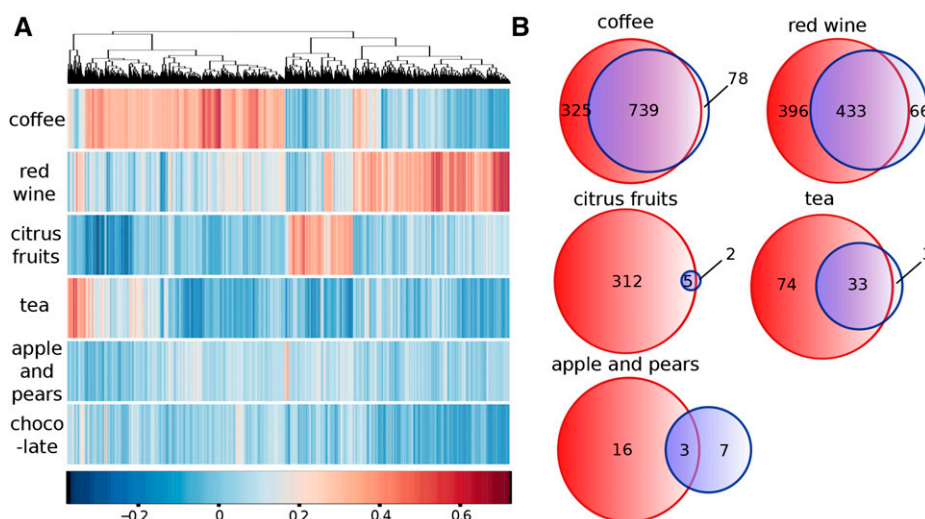 A
coffee
red
wine
citrus
fruits
tea
apple
and
pears
choco
-late
−0.2 0 0.2 0.4 0.6
B
coffee
325 739 78
red wine
396 433 66
citrus fruits
312 5 2
tea
74 33
apple and pears
16 3 7